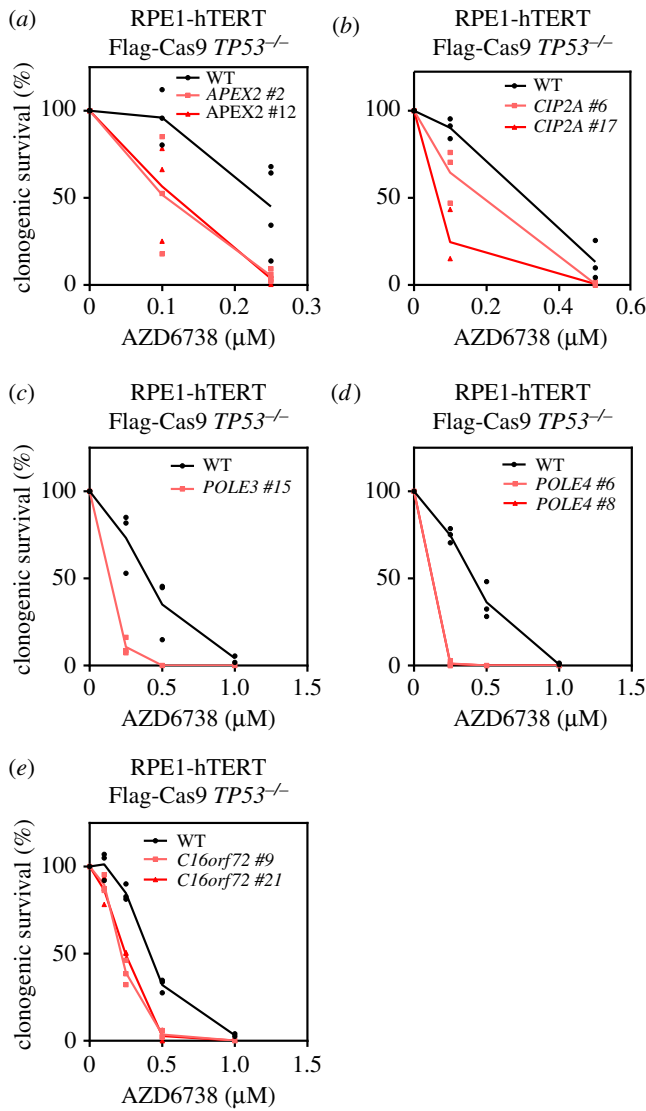 (a)
RPE1-hTERT
Flag-Cas9 TP53–/–
WT
APEX2 #2
APEX2 #12
clonogenic survival (%)
100
50
0
0
0.1
0.2
0.3
AZD6738 (µM)
(b)
RPE1-hTERT
Flag-Cas9 TP53–/–
WT
CIP2A #6
CIP2A #17
100
50
0
0
0.2
0.4
0.6
AZD6738 (µM)
(c)
RPE1-hTERT
Flag-Cas9 TP53–/–
WT
POLE3 #15
clonogenic survival (%)
100
50
0
0
0.5
1.0
1.5
AZD6738 (µM)
(d)
RPE1-hTERT
Flag-Cas9 TP53–/–
WT
POLE4 #6
POLE4 #8
100
50
0
0
0.5
1.0
1.5
AZD6738 (µM)
(e)
RPE1-hTERT
Flag-Cas9 TP53–/–
WT
C16orf72 #9
C16orf72 #21
clonogenic survival (%)
100
50
0
0
0.5
1.0
1.5
AZD6738 (µM)